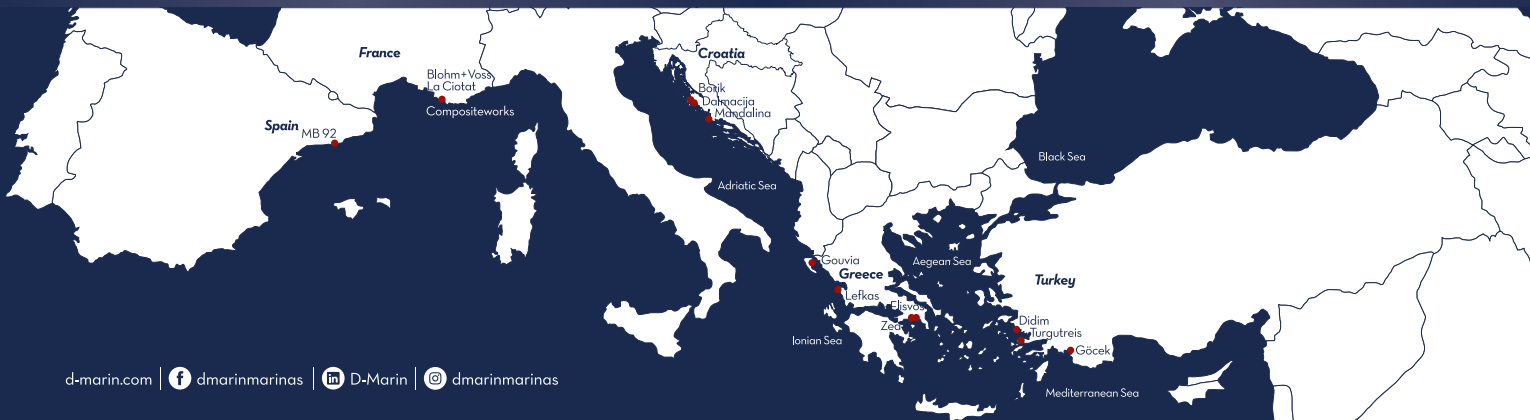 France
Croatia
Blohm+Voss
La Ciotat
Compositeworks
Borik
Dalmacija
Mandalina
Spain
MB 92
Black Sea
Adriatic Sea
Gouvia
Greece
Aegean Sea
Turkey
Lefkas
Flisvos
Zea
Didim
Turgutreis
Ionian Sea
Göcek
Mediterranean Sea
d-marin.com
dmarinmarinas
D-Marin
dmarinmarinas